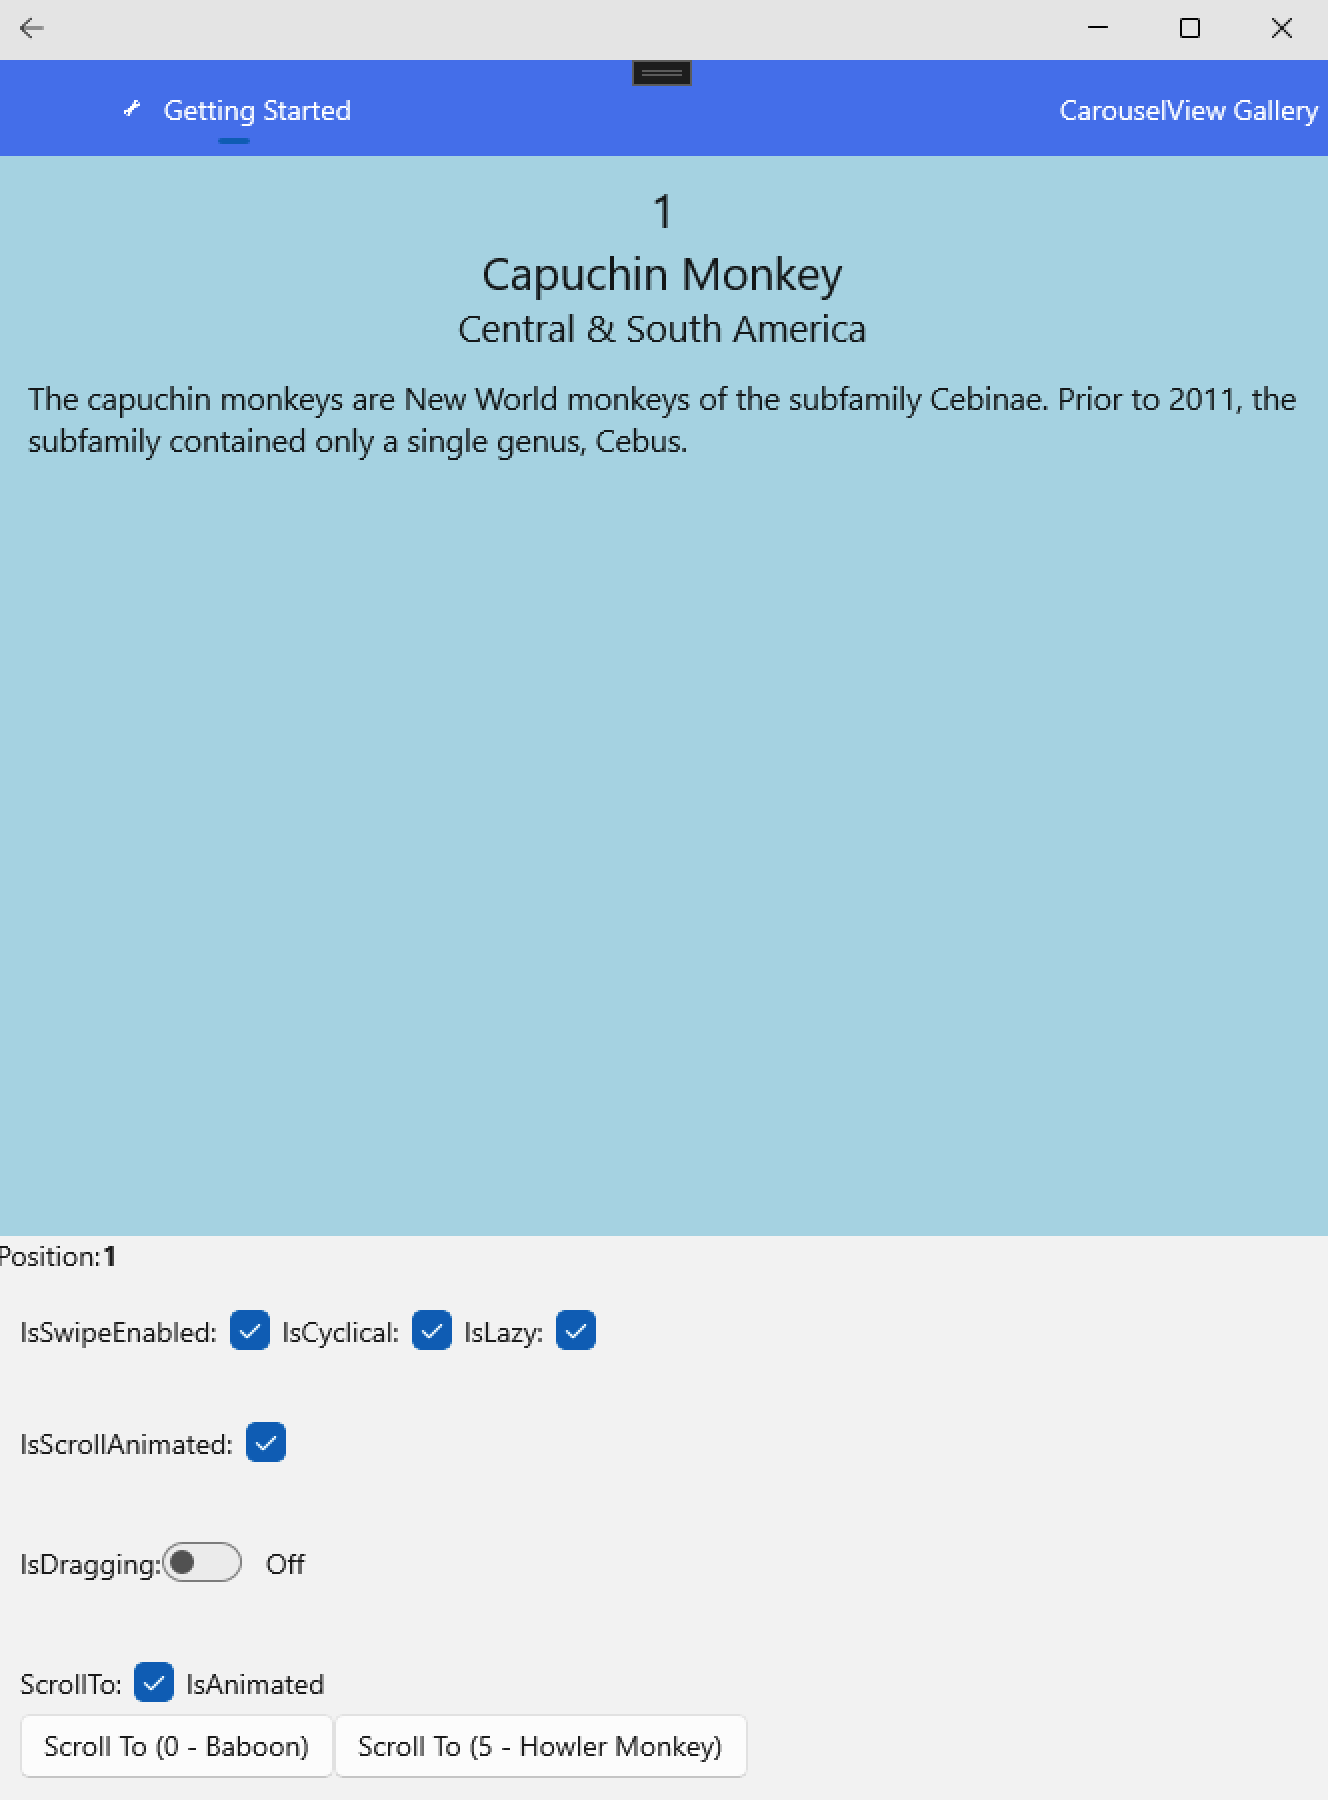 Getting Started
CarouselView Gallery
1
Capuchin Monkey
Central & South America
The capuchin monkeys are New World monkeys of the subfamily Cebinae. Prior to 2011, the
subfamily contained only a single genus, Cebus.
Position:1
IsSwipeEnabled: IsCyclical: IsLazy:
IsScrollAnimated:
IsDragging: Off
ScrollTo: IsAnimated
Scroll To (0 - Baboon) Scroll To (5 - Howler Monkey)